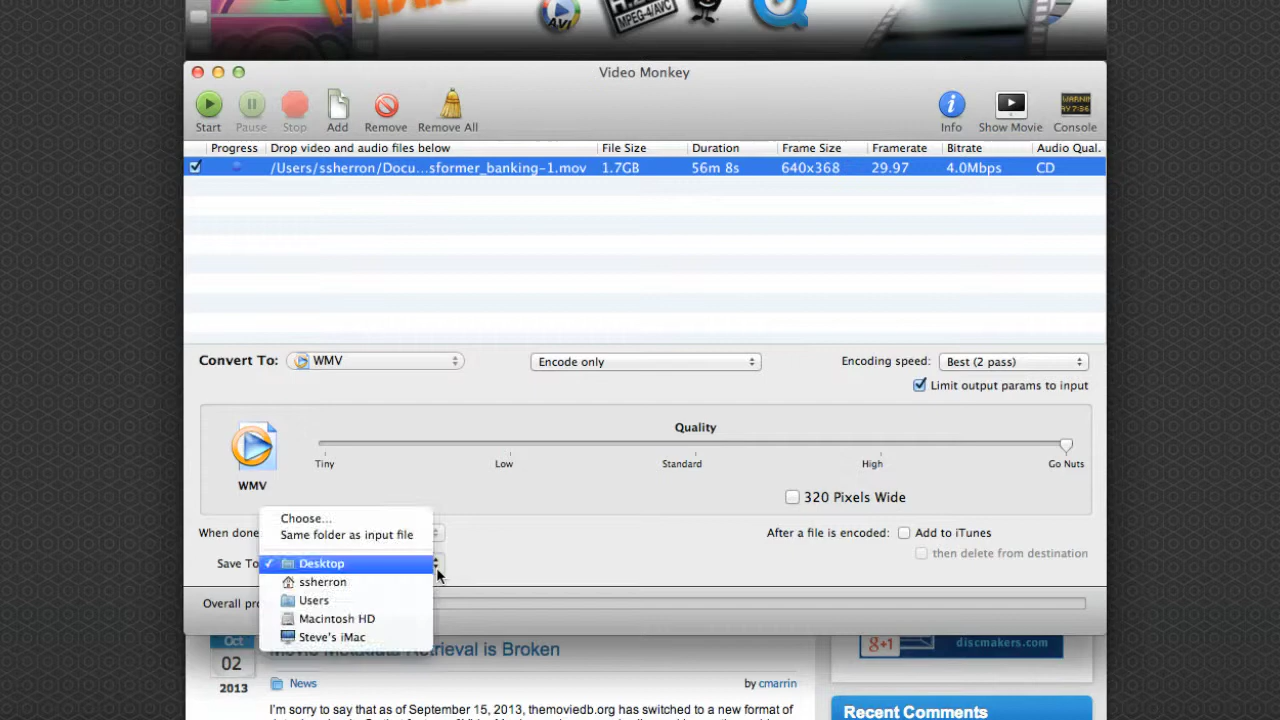 AVI
MPEG-4/AVC
Video Monkey
Start
Pause
Stop
Add
Remove
Remove All
Info
Show Movie
WARNIN
Console
Progress
Drop video and audio files below
File Size
Duration
Frame Size
Framerate
Bitrate
Audio Qual.
/Users/ssherron/Docu...sformer_banking-1.mov
1.7GB
56m 8s
640x368
29.97
4.0Mbps
CD
Convert To:
WMV
Encode only
Encoding speed:
Best (2 pass)
Limit output params to input
Quality
Tiny
Low
Standard
High
Go Nuts
WMV
320 Pixels Wide
When done
After a file is encoded:
Add to iTunes
then delete from destination
Save To
Choose...
Same folder as input file
Desktop
ssherron
Users
Macintosh HD
Steve's iMac
Overall pro
Oct
02
2013
Retrieval is Broken
News
by cmarrin
I'm sorry to say that as of September 15, 2013, themoviedb.org has switched to a new format of
+1
discmakers.com
Recent Comments